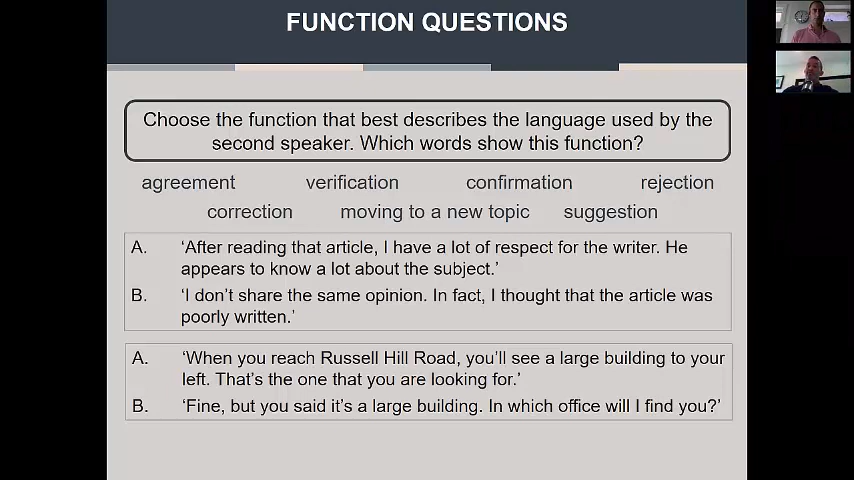 FUNCTION QUESTIONS
Choose the function that best describes the language used by the
second speaker. Which words show this function?
agreement verification confirmation rejection
correction moving to a new topic suggestion
A. ‘After reading that article, I have a lot of respect for the writer. He
appears to know a lot about the subject.’
B. ‘I don’t share the same opinion. In fact, I thought that the article was
poorly written.’
A. ‘When you reach Russell Hill Road, you’ll see a large building to your
left. That’s the one that you are looking for.’
B. ‘Fine, but you said it’s a large building. In which office will I find you?’